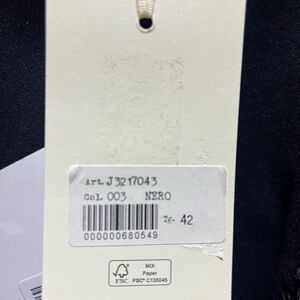 Art. J3217043
Col. 003 NERO
Tg. 42
000000680549
MIX
Paper
FSC
FSC® C135045